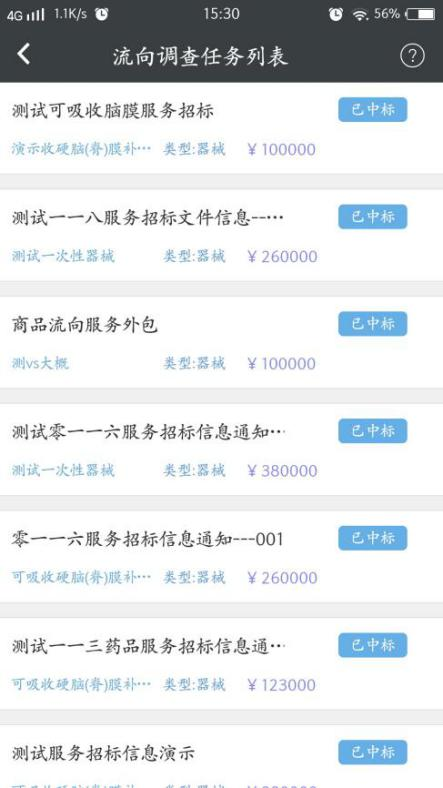 4G 1.1K/s 15:30 56%
流向调查任务列表 ?
测试可吸收脑膜服务招标 已中标
演示收硬脑(脊)膜补··· 类型:器械 ¥100000
测试一一八服务招标文件信息--··· 已中标
测试一次性器械 类型:器械 ¥260000
商品流向服务外包 已中标
测vs大概 类型:器械 ¥100000
测试零一一六服务招标信息通知··· 已中标
测试一次性器械 类型:器械 ¥380000
零一一六服务招标信息通知---001 已中标
可吸收硬脑(脊)膜补··· 类型:器械 ¥260000
测试一一三药品服务招标信息通··· 已中标
可吸收硬脑(脊)膜补··· 类型:器械 ¥123000
测试服务招标信息演示 已中标